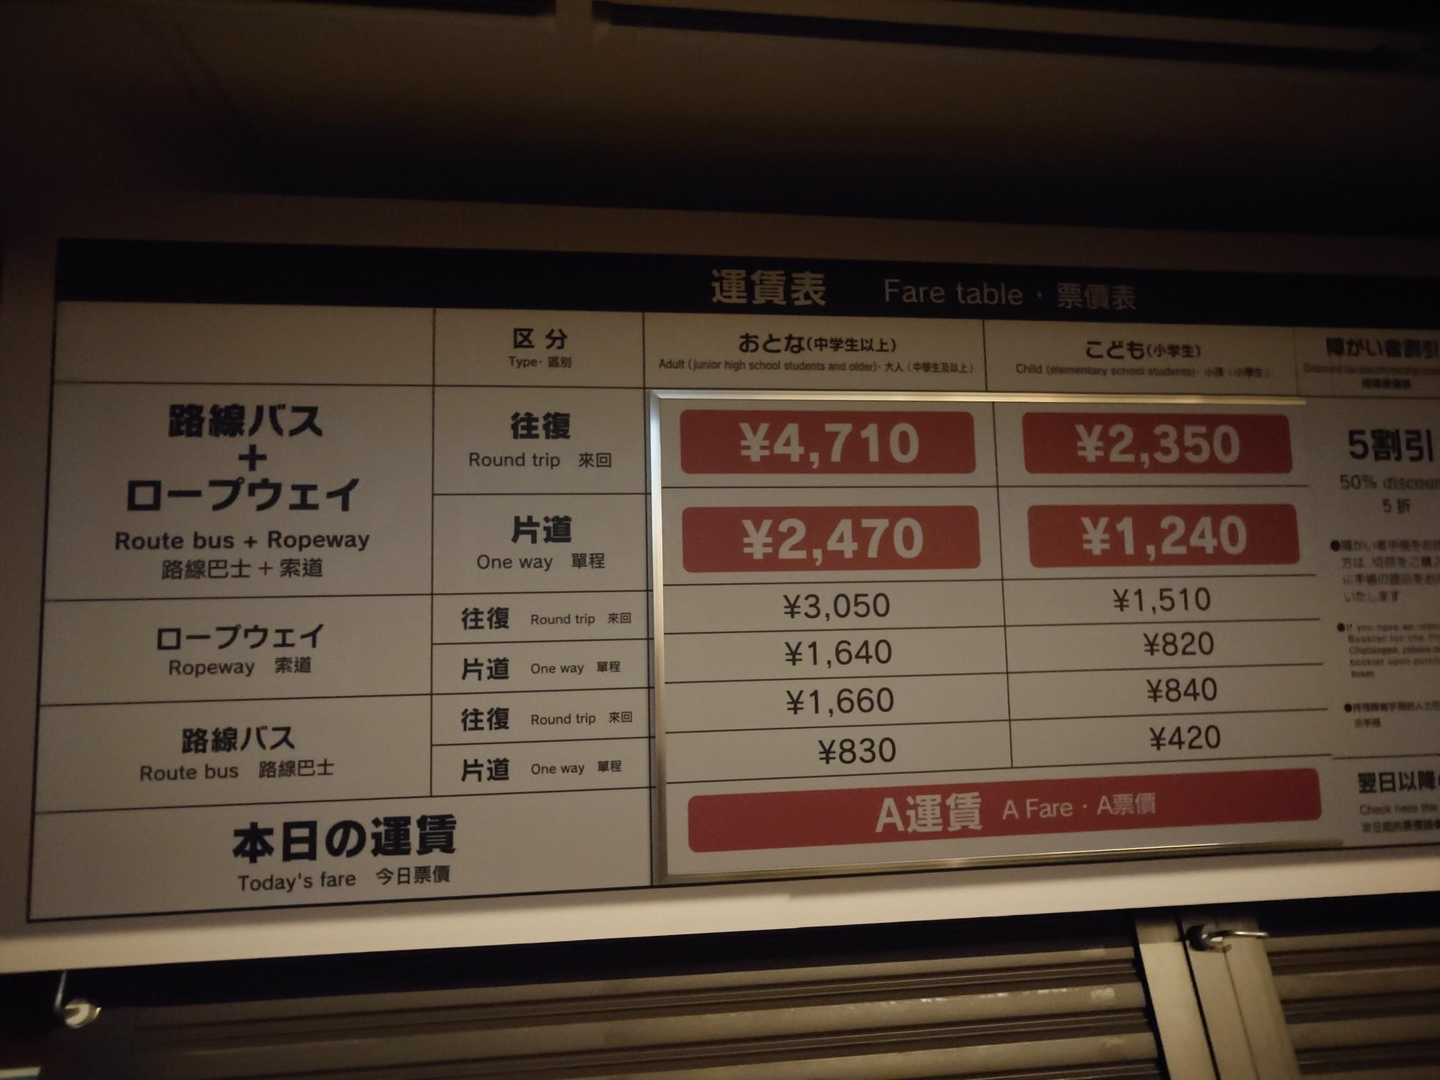 運賃表 Fare table・票價表
区分
Type・區別
おとな(中学生以上)
Adult (junior high school students and older)・大人(中學生及以上)
こども(小学生)
Child (elementary school students)・小孩(小學生)
障がい者割引
路線バス
+
ロープウェイ
Route bus + Ropeway
路線巴士+索道
往復
Round trip 來回
¥4,710
¥2,350
片道
One way 單程
¥2,470
¥1,240
5割引
50% discoun
5折
ロープウェイ
Ropeway 索道
往復 Round trip 來回
¥3,050
¥1,510
片道 One way 單程
¥1,640
¥820
路線バス
Route bus 路線巴士
往復 Round trip 來回
¥1,660
¥840
片道 One way 單程
¥830
¥420
本日の運賃
Today's fare 今日票價
A運賃 A Fare・A票價
翌日以降
Check here the